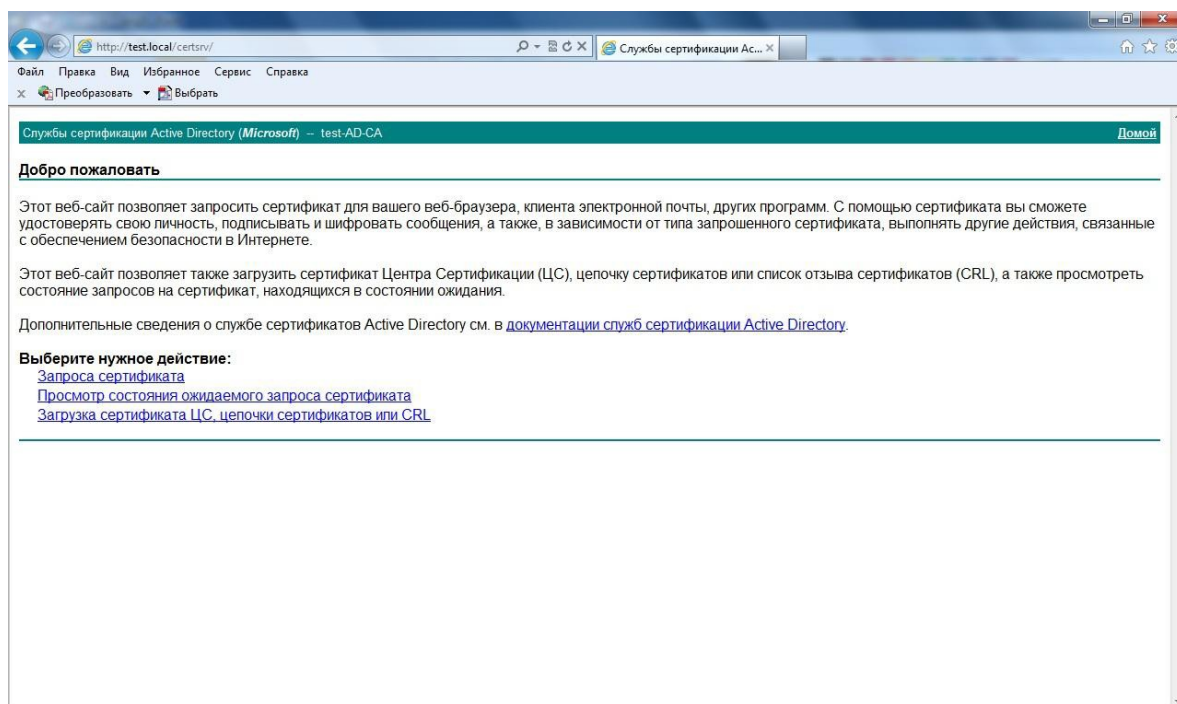 http://test.local/certsrv/
Службы сертификации Ac...
Файл Правка Вид Избранное Сервис Справка
Преобразовать Выбрать
Службы сертификации Active Directory (Microsoft) -- test-AD-CA Домой
Добро пожаловать
Этот веб-сайт позволяет запросить сертификат для вашего веб-браузера, клиента электронной почты, других программ. С помощью сертификата вы сможете
удостоверять свою личность, подписывать и шифровать сообщения, а также, в зависимости от типа запрошенного сертификата, выполнять другие действия, связанные
с обеспечением безопасности в Интернете.
Этот веб-сайт позволяет также загрузить сертификат Центра Сертификации (ЦС), цепочку сертификатов или список отзыва сертификатов (CRL), а также просмотреть
состояние запросов на сертификат, находящихся в состоянии ожидания.
Дополнительные сведения о службе сертификатов Active Directory см. в документации служб сертификации Active Directory.
Выберите нужное действие:
Запроса сертификата
Просмотр состояния ожидаемого запроса сертификата
Загрузка сертификата ЦС, цепочки сертификатов или CRL